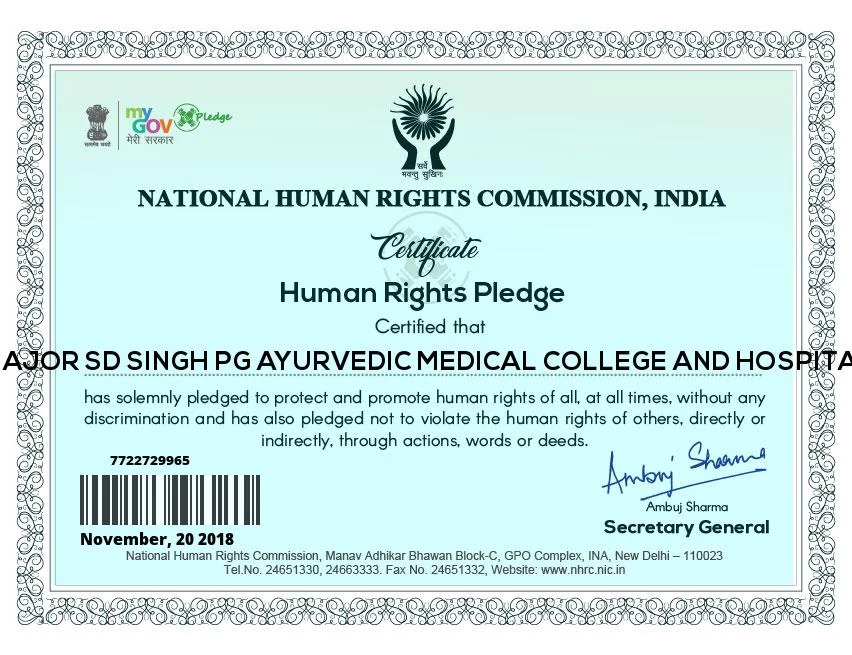 सत्यमेव जयते
my
GOV
मेरी सरकार
Pledge
सर्वे
भवन्तु सुखिनः
NATIONAL HUMAN RIGHTS COMMISSION, INDIA
Certificate
Human Rights Pledge
Certified that
AJOR SD SINGH PG AYURVEDIC MEDICAL COLLEGE AND HOSPITA
has solemnly pledged to protect and promote human rights of all, at all times, without any
discrimination and has also pledged not to violate the human rights of others, directly or
indirectly, through actions, words or deeds.
7722729965
Ambuj Sharma
Ambuj Sharma
Secretary General
November, 20 2018
National Human Rights Commission, Manav Adhikar Bhawan Block-C, GPO Complex, INA, New Delhi – 110023
Tel.No. 24651330, 24663333. Fax No. 24651332, Website: www.nhrc.nic.in